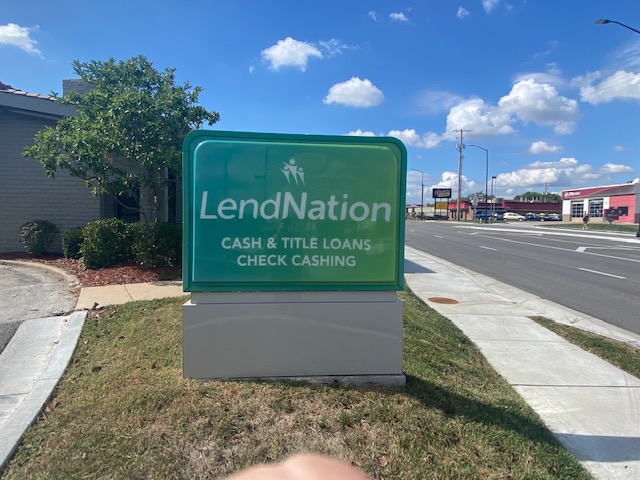 LendNation
CASH & TITLE LOANS
CHECK CASHING